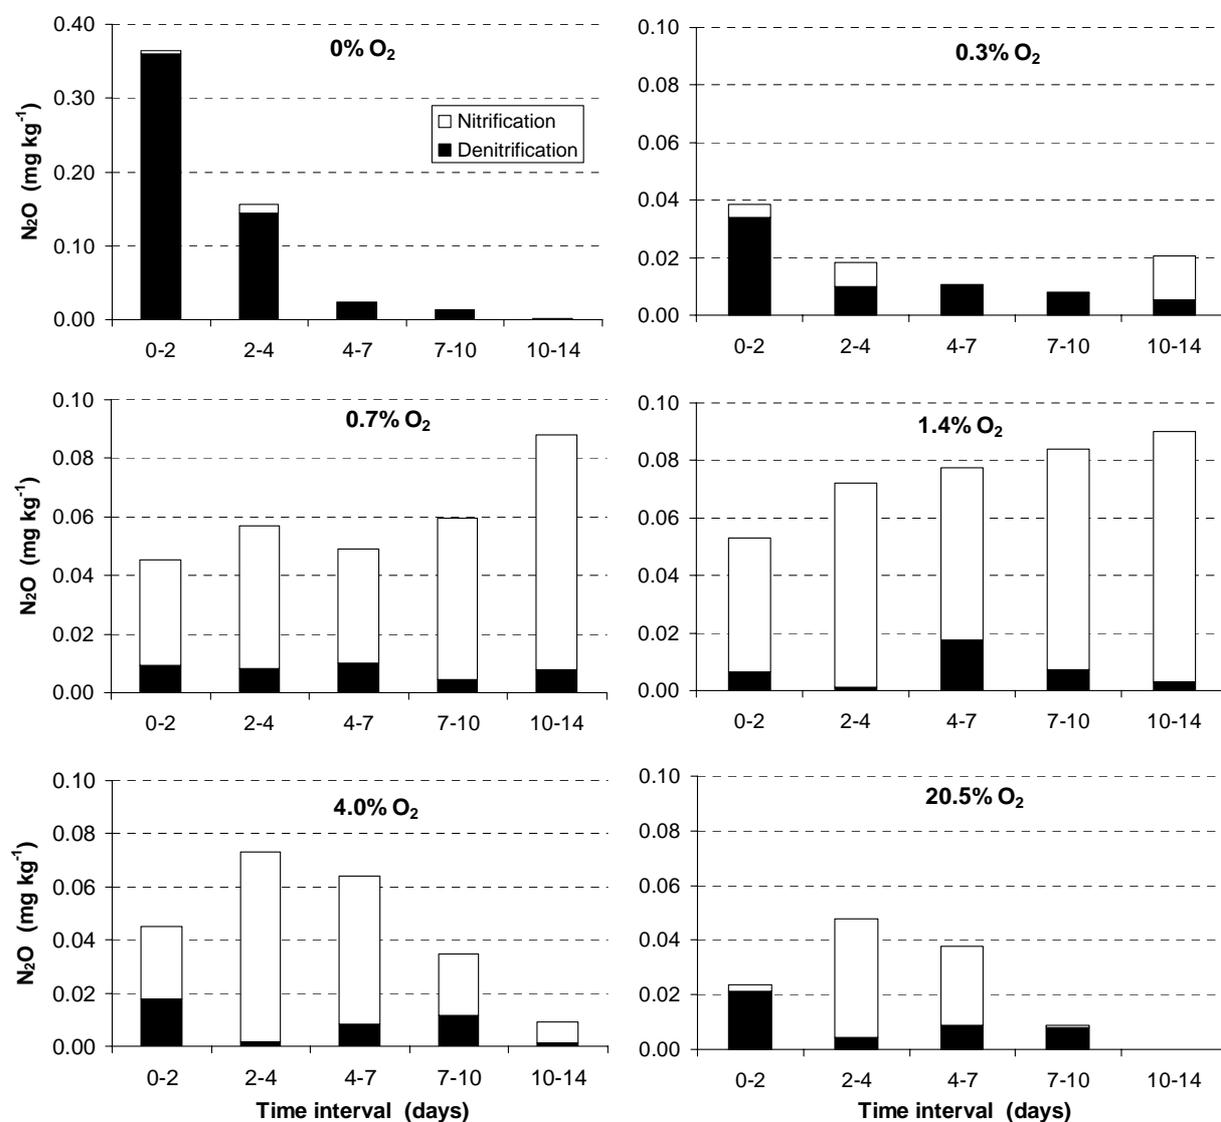 0% O₂
0.40
0.30
0.20
0.10
0.00
N₂O (mg kg⁻¹)
Nitrification
Denitrification
0-2 2-4 4-7 7-10 10-14
0.3% O₂
0.10
0.08
0.06
0.04
0.02
0.00
0-2 2-4 4-7 7-10 10-14
0.7% O₂
0.10
0.08
0.06
0.04
0.02
0.00
N₂O (mg kg⁻¹)
0-2 2-4 4-7 7-10 10-14
1.4% O₂
0.10
0.08
0.06
0.04
0.02
0.00
0-2 2-4 4-7 7-10 10-14
4.0% O₂
0.10
0.08
0.06
0.04
0.02
0.00
N₂O (mg kg⁻¹)
0-2 2-4 4-7 7-10 10-14
Time interval (days)
20.5% O₂
0.10
0.08
0.06
0.04
0.02
0.00
0-2 2-4 4-7 7-10 10-14
Time interval (days)